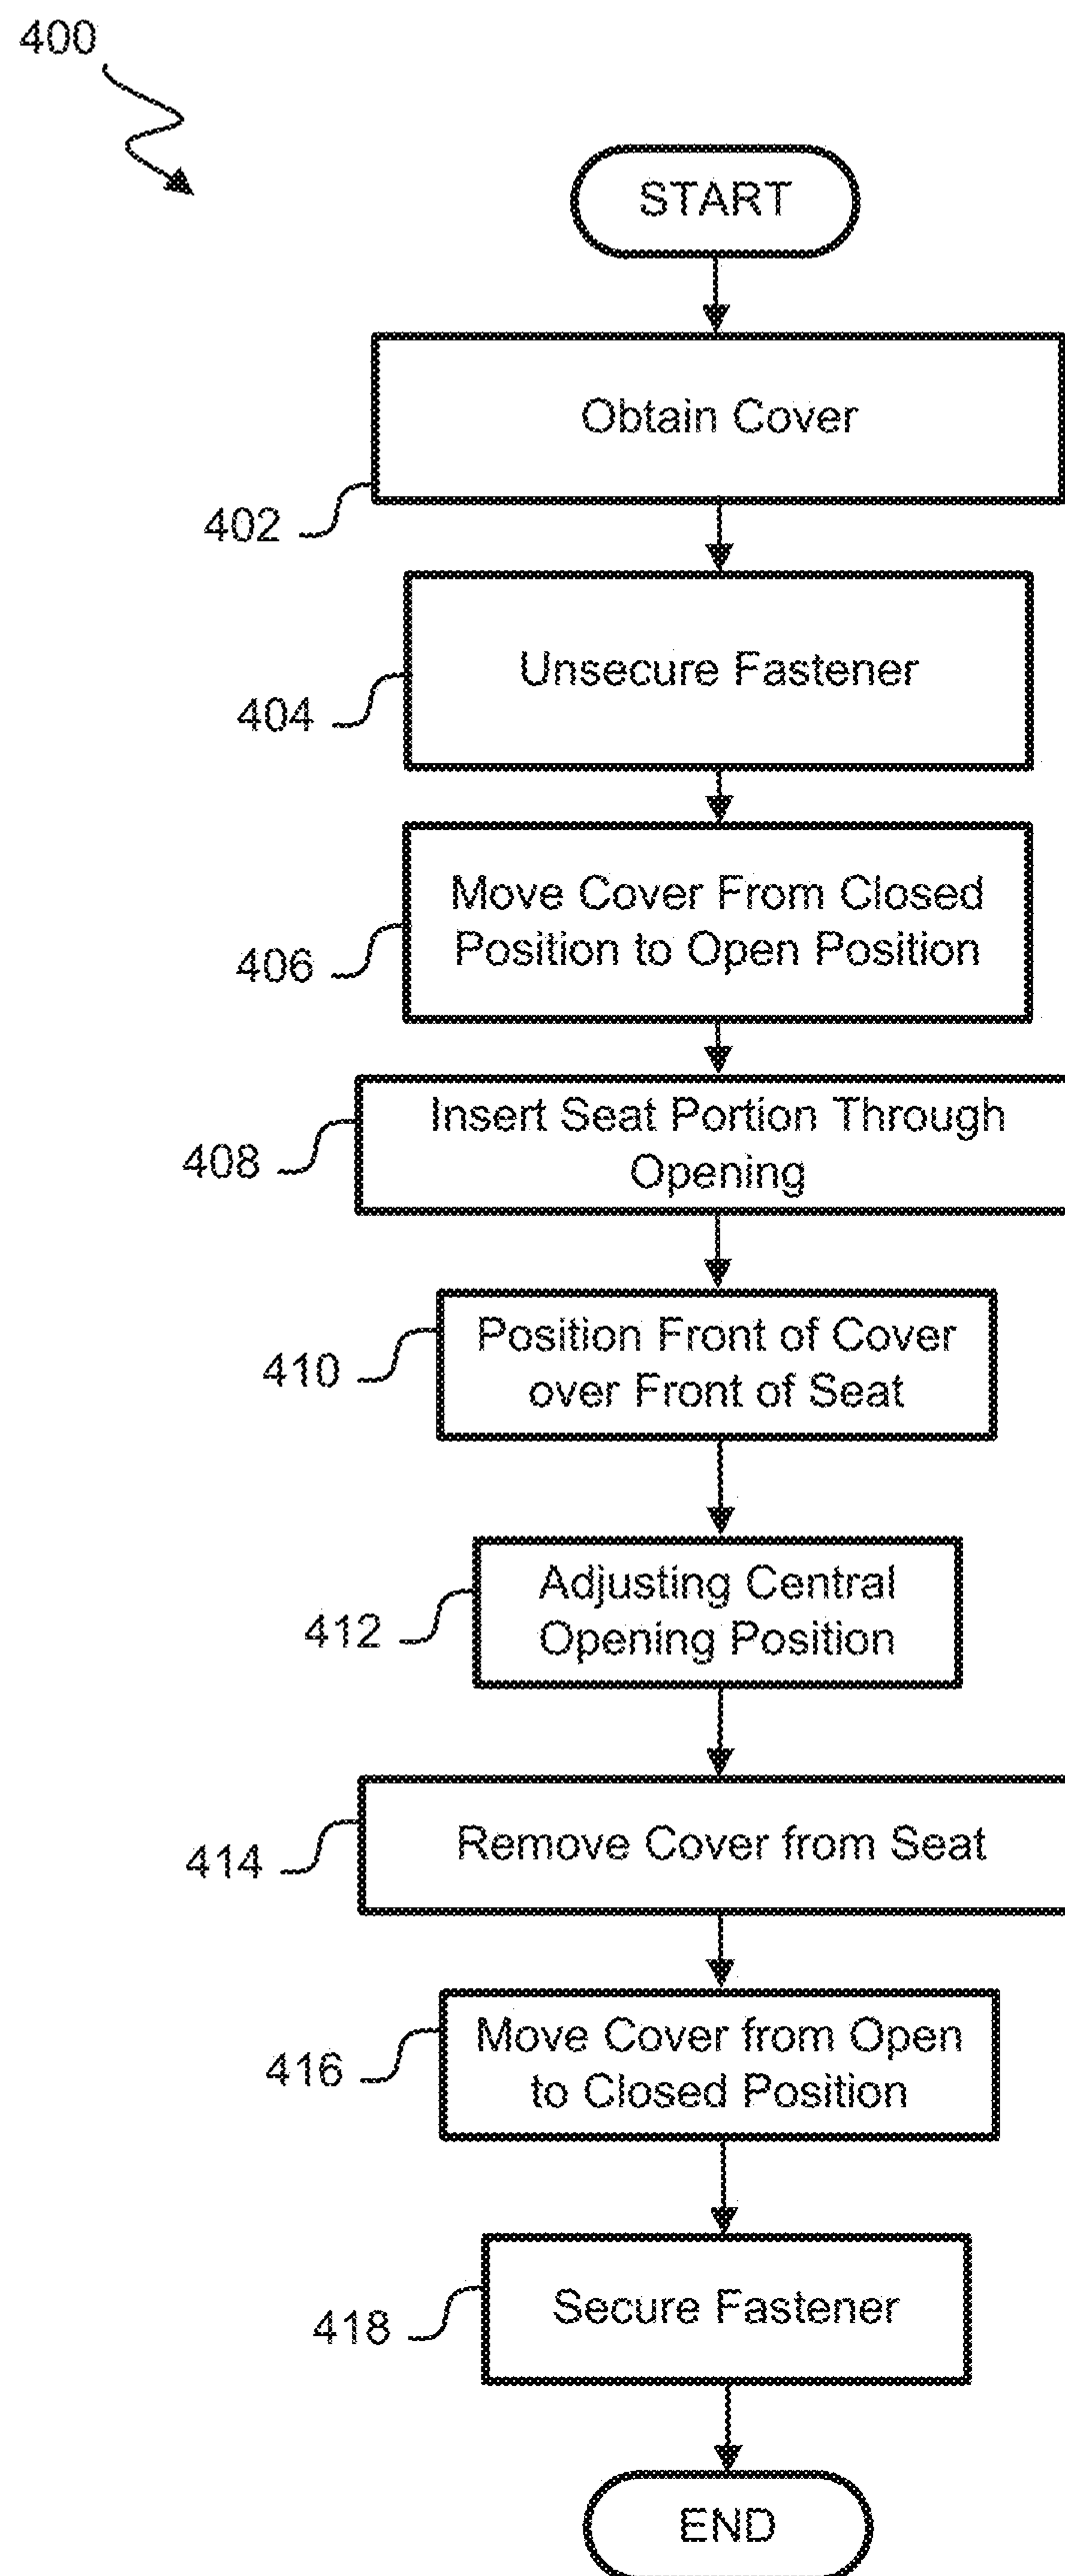 400
START
Obtain Cover
402
Unsecure Fastener
404
Move Cover From Closed
Position to Open Position
406
Insert Seat Portion Through
Opening
408
Position Front of Cover
over Front of Seat
410
Adjusting Central
Opening Position
412
Remove Cover from Seat
414
Move Cover from Open
to Closed Position
416
Secure Fastener
418
END